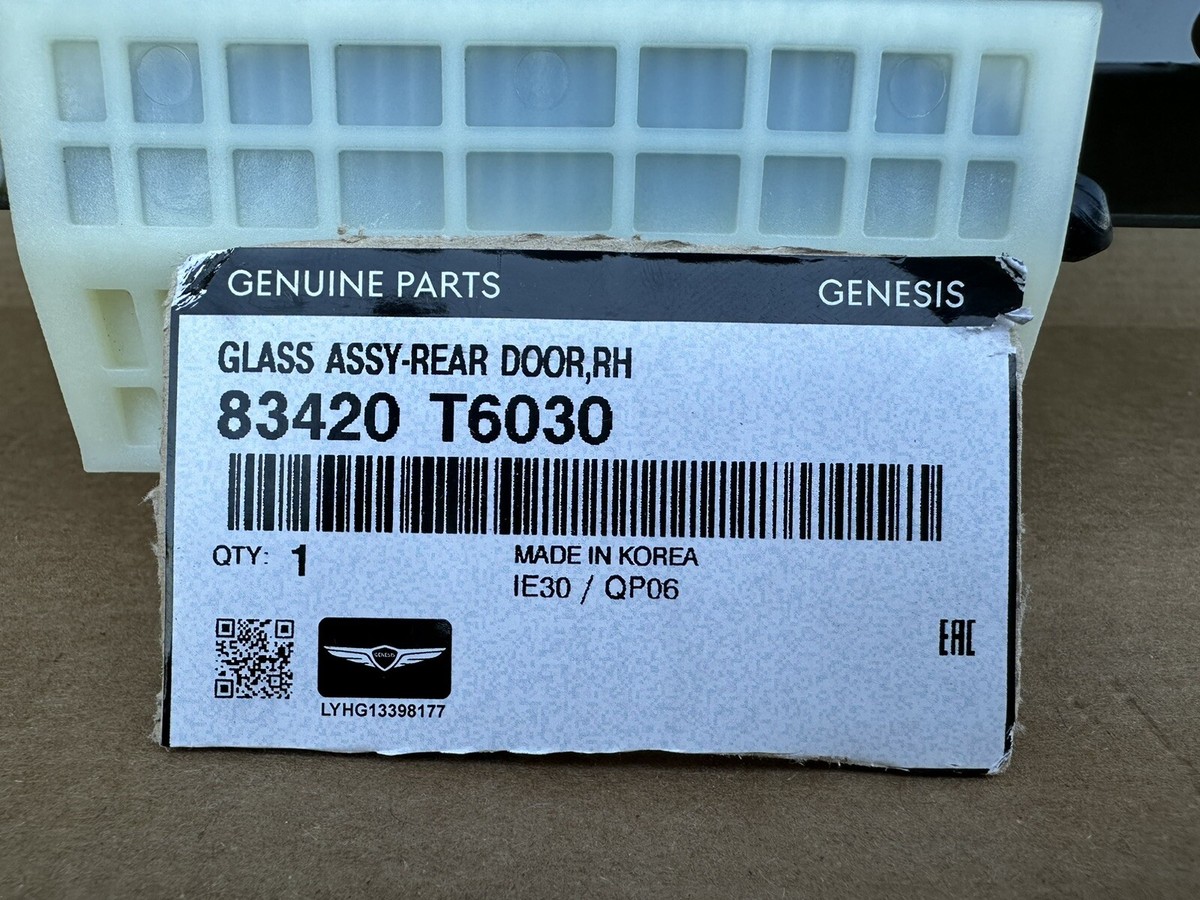 GENUINE PARTS GENESIS
GLASS ASSY-REAR DOOR,RH
83420 T6030
QTY: 1 MADE IN KOREA
IE30 / QP06
EAC
GENESIS
LYHG13398177